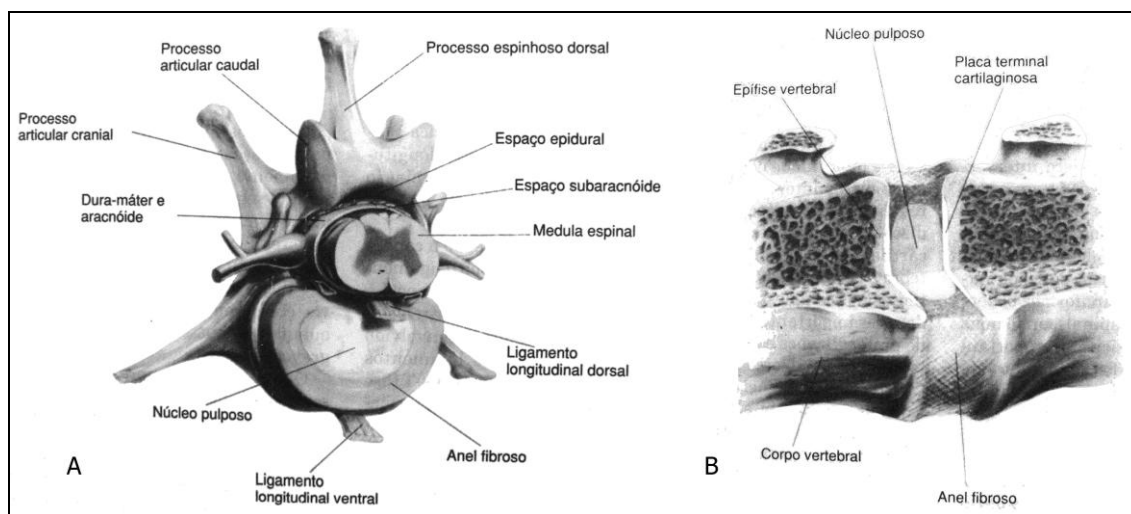 Processo
articular caudal
Processo espinhoso dorsal
Processo
articular cranial
Espaço epidural
Dura-máter e
aracnóide
Espaço subaracnóide
Medula espinal
Ligamento
longitudinal dorsal
Núcleo pulposo
Anel fibroso
Ligamento
longitudinal ventral
A
Núcleo pulposo
Placa terminal
cartilaginosa
Epífise vertebral
Corpo vertebral
Anel fibroso
B